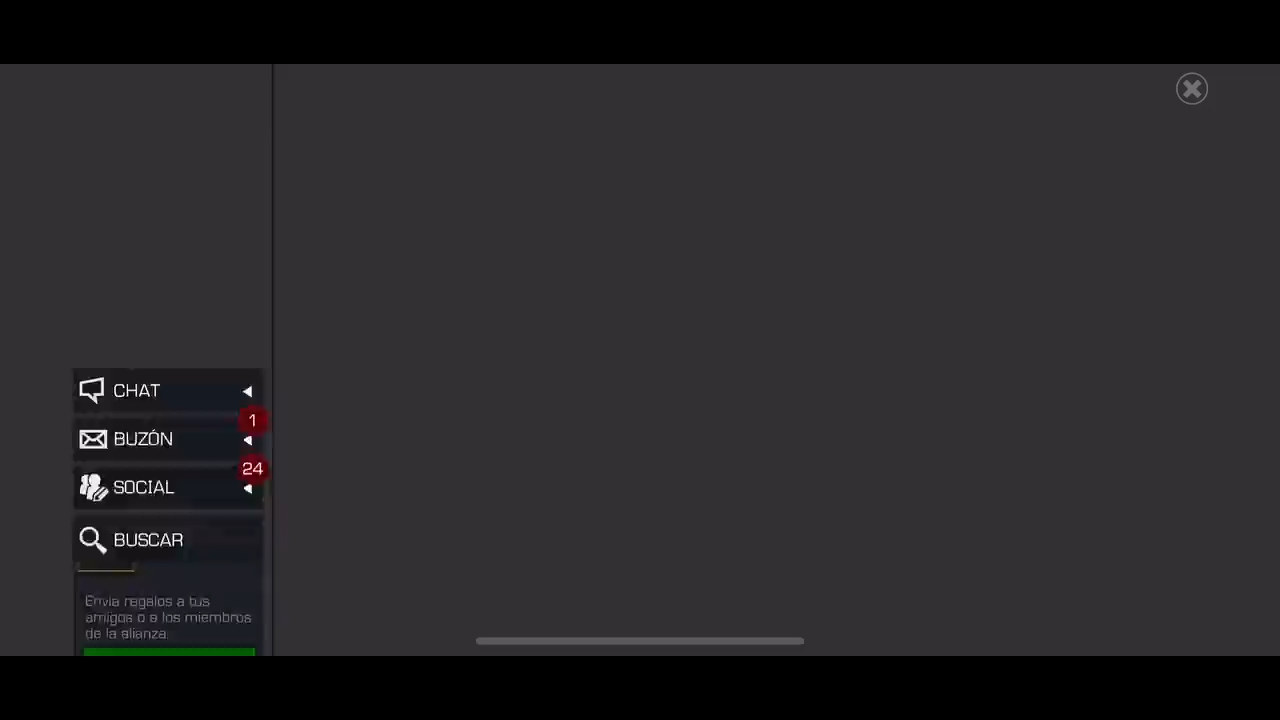 CHAT
1
BUZÓN
24
SOCIAL
BUSCAR
Envía regalos a tus
amigos o a los miembros
de la alianza.